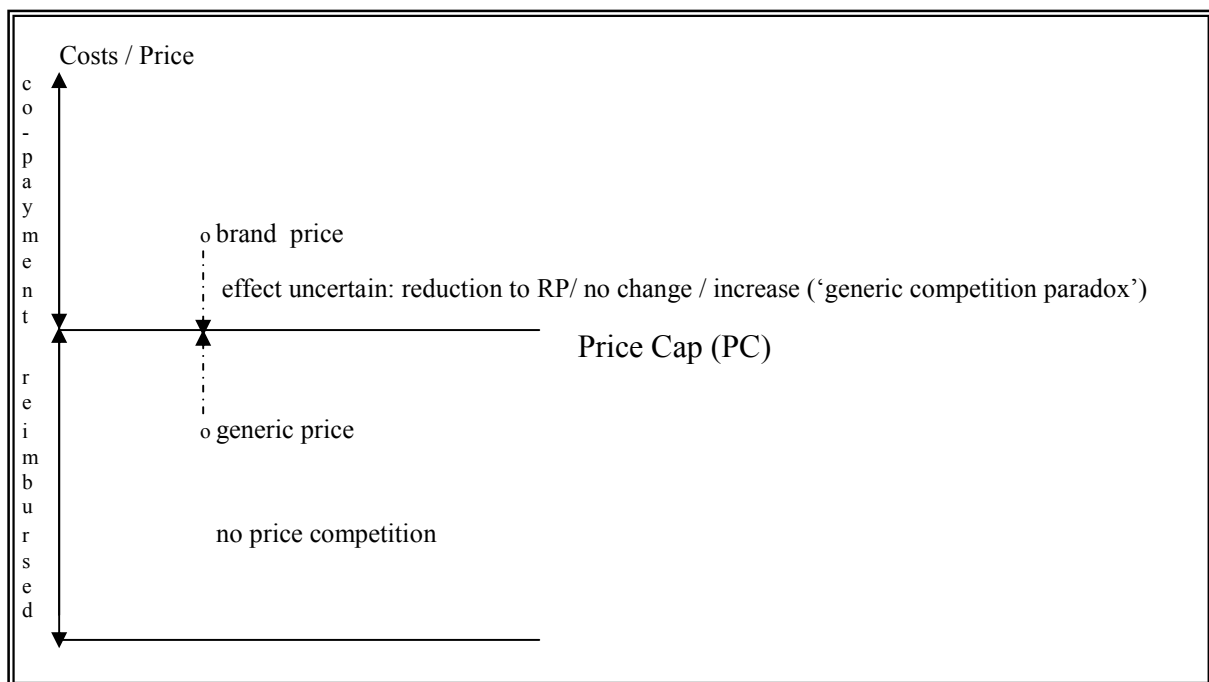 Costs / Price
co-payment
o brand price
effect uncertain: reduction to RP/ no change / increase (‘generic competition paradox’)
Price Cap (PC)
reimbursed
o generic price
no price competition